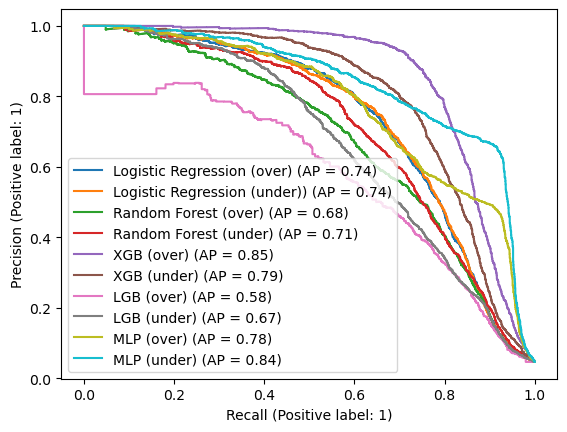 1.0
0.8
0.6
0.4
0.2
0.0
Precision (Positive label: 1)
Logistic Regression (over) (AP = 0.74)
Logistic Regression (under)) (AP = 0.74)
Random Forest (over) (AP = 0.68)
Random Forest (under) (AP = 0.71)
XGB (over) (AP = 0.85)
XGB (under) (AP = 0.79)
LGB (over) (AP = 0.58)
LGB (under) (AP = 0.67)
MLP (over) (AP = 0.78)
MLP (under) (AP = 0.84)
0.0 0.2 0.4 0.6 0.8 1.0
Recall (Positive label: 1)